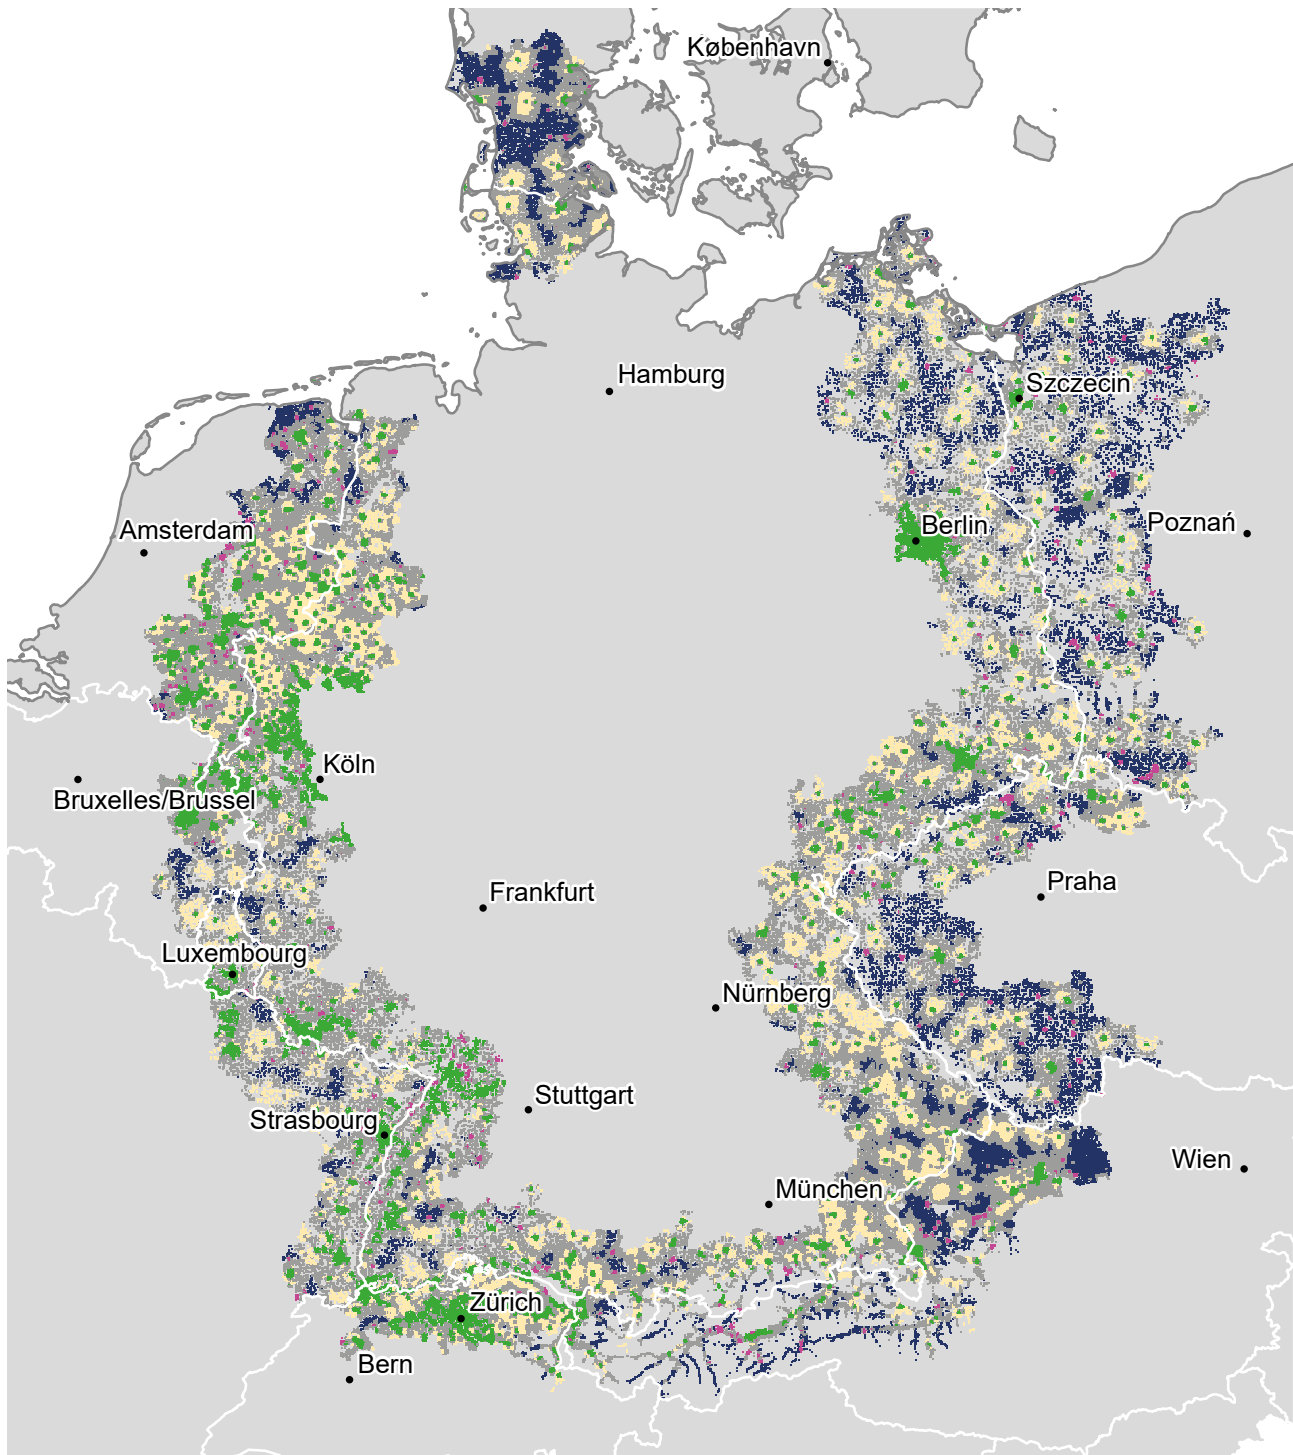 København
Hamburg
Szczecin
Amsterdam
Berlin
Poznań
Köln
Bruxelles/Brussel
Praha
Frankfurt
Luxembourg
Nürnberg
Stuttgart
Strasbourg
Wien
München
Zürich
Bern